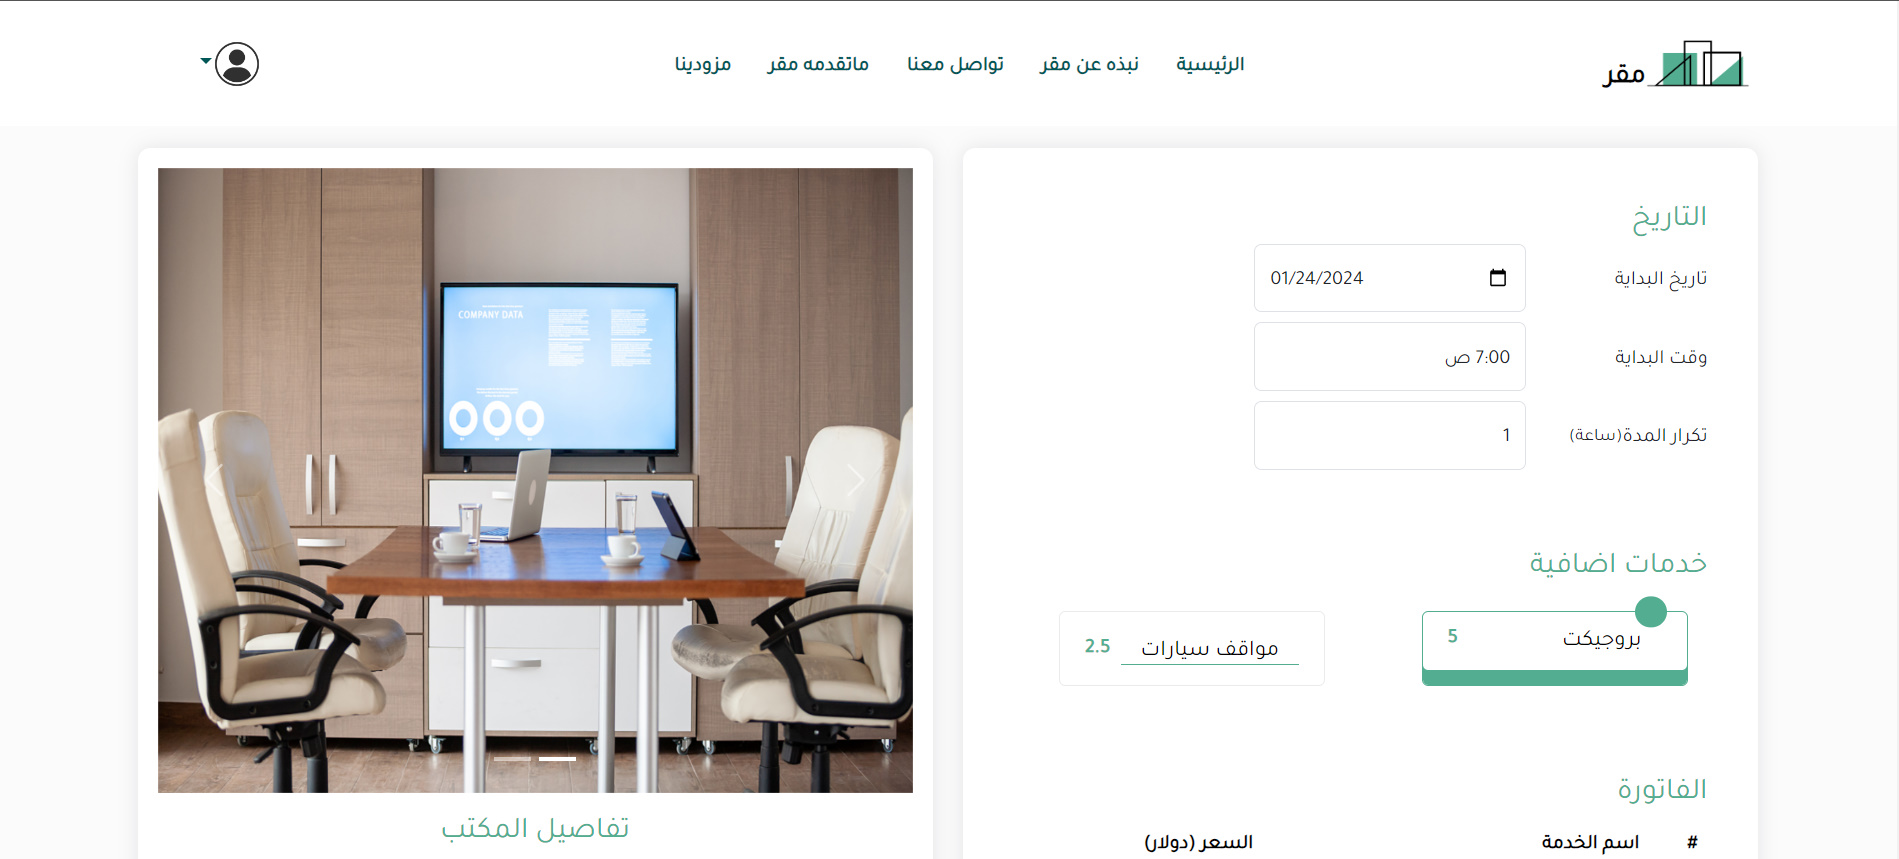 مقر
الرئيسية نبذه عن مقر تواصل معنا ماتقدمه مقر مزودينا
التاريخ
تاريخ البداية 01/24/2024
وقت البداية 7:00 ص
تكرار المدة(ساعة) 1
خدمات اضافية
بروجيكت 5
مواقف سيارات 2.5
الفاتورة
# اسم الخدمة السعر (دولار)
COMPANY DATA
تفاصيل المكتب